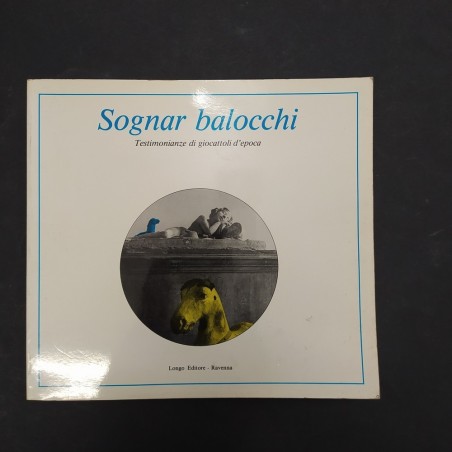 Sognar balocchi
Testimonianze di giocattoli d'epoca
Longo Editore - Ravenna